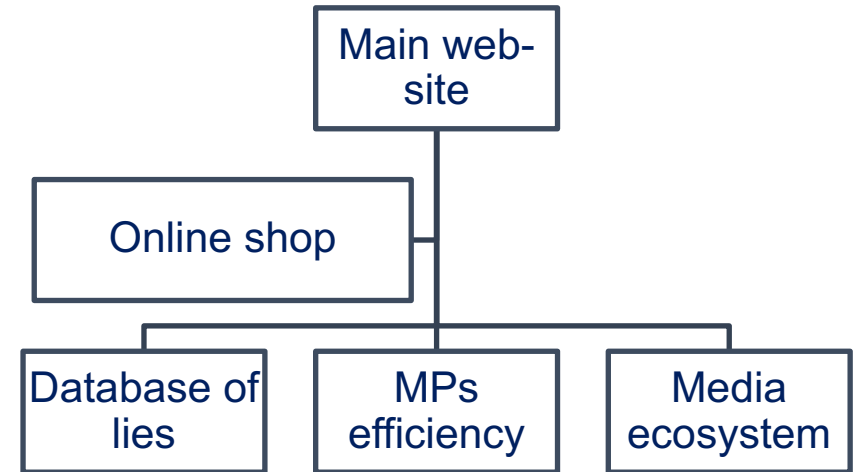 Main web-
site
Online shop
Database of
lies
MPs
efficiency
Media
ecosystem